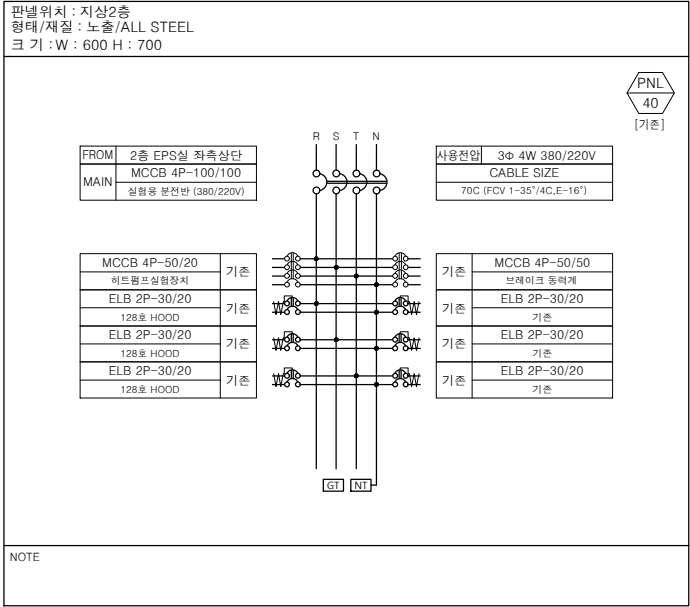 판넬위치 : 지상2층
형태/재질 : 노출/ALL STEEL
크 기 : W : 600 H : 700
PNL
40
[기존]
R S T N
FROM 2층 EPS실 좌측상단
MAIN MCCB 4P-100/100
실험용 분전반 (380/220V)
사용전압 3Φ 4W 380/220V
CABLE SIZE
70C (FCV 1-35°/4C,E-16°)
MCCB 4P-50/20
히트펌프실험장치
기존
ELB 2P-30/20
128호 HOOD
기존
ELB 2P-30/20
128호 HOOD
기존
ELB 2P-30/20
128호 HOOD
기존
기존
MCCB 4P-50/50
브레이크 동력계
기존
ELB 2P-30/20
기존
기존
ELB 2P-30/20
기존
기존
ELB 2P-30/20
기존
GT NT
NOTE